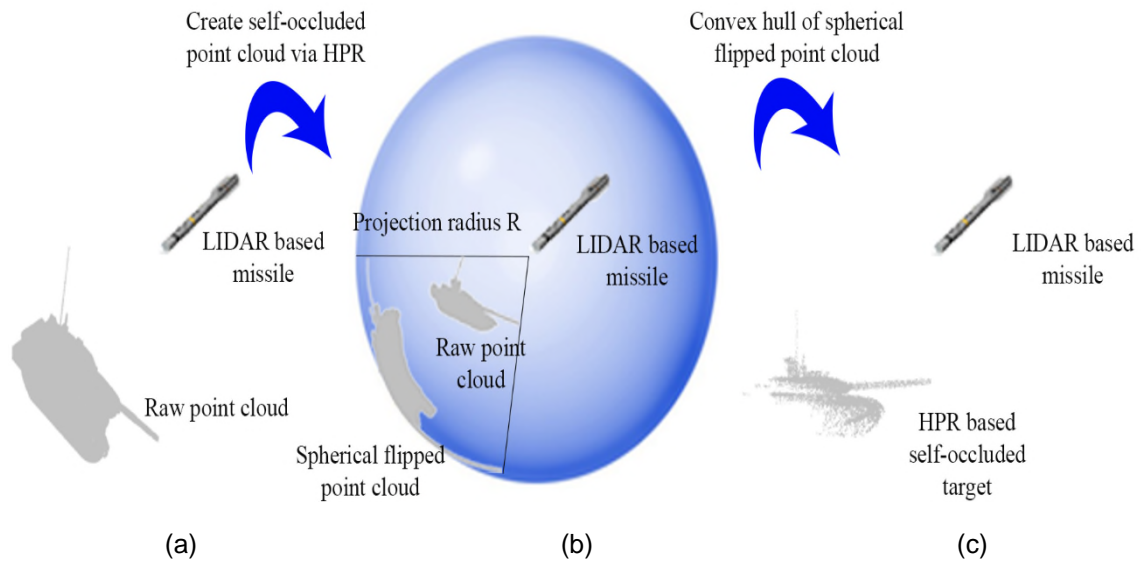 Create self-occluded
point cloud via HPR
LIDAR based
missile
Raw point cloud
Projection radius R
LIDAR based
missile
Raw point
cloud
Spherical flipped
point cloud
Convex hull of spherical
flipped point cloud
LIDAR based
missile
HPR based
self-occluded
target
(a)
(b)
(c)